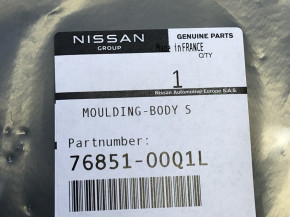 NISSAN
GROUP
GENUINE PARTS
Made in FRANCE
QTY
1
Nissan Automotive Europe S.A.S.
MOULDING-BODY S
Partnumber:
76851-00Q1L